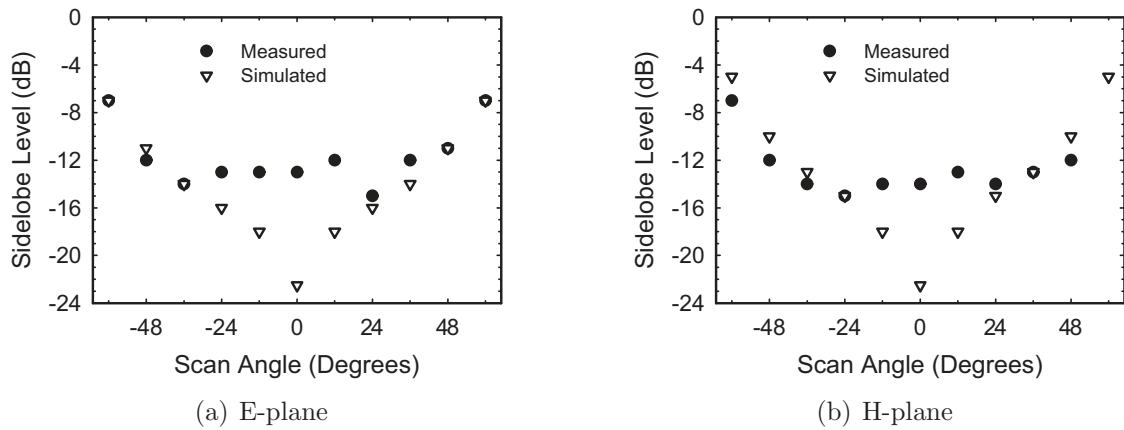 0
-4
-8
-12
-16
-20
-24
Sidelobe Level (dB)
Measured
Simulated
-48
-24
0
24
48
Scan Angle (Degrees)
(a) E-plane
0
-4
-8
-12
-16
-20
-24
Sidelobe Level (dB)
Measured
Simulated
-48
-24
0
24
48
Scan Angle (Degrees)
(b) H-plane